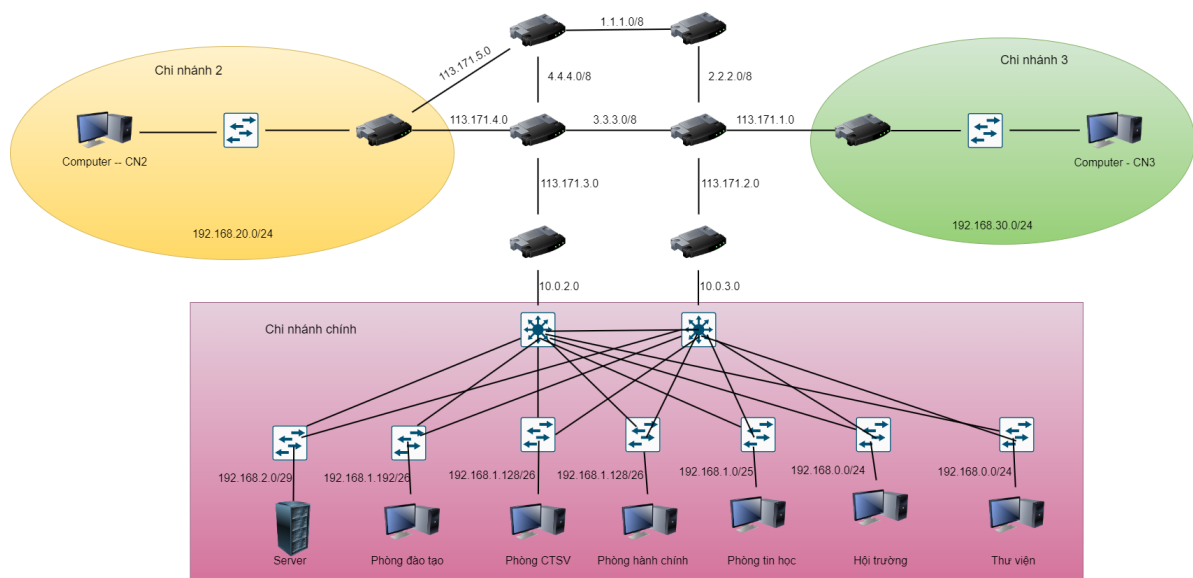 1.1.1.0/8
Chi nhánh 2
113.171.5.0
4.4.4.0/8
2.2.2.0/8
Chi nhánh 3
113.171.4.0
3.3.3.0/8
113.171.1.0
Computer -- CN2
Computer - CN3
113.171.3.0
113.171.2.0
192.168.20.0/24
192.168.30.0/24
10.0.2.0
10.0.3.0
Chi nhánh chính
192.168.2.0/29
192.168.1.192/26
192.168.1.128/26
192.168.1.128/26
192.168.1.0/25
192.168.0.0/24
192.168.0.0/24
Server
Phòng đào tạo
Phòng CTSV
Phòng hành chính
Phòng tin học
Hội trường
Thư viện